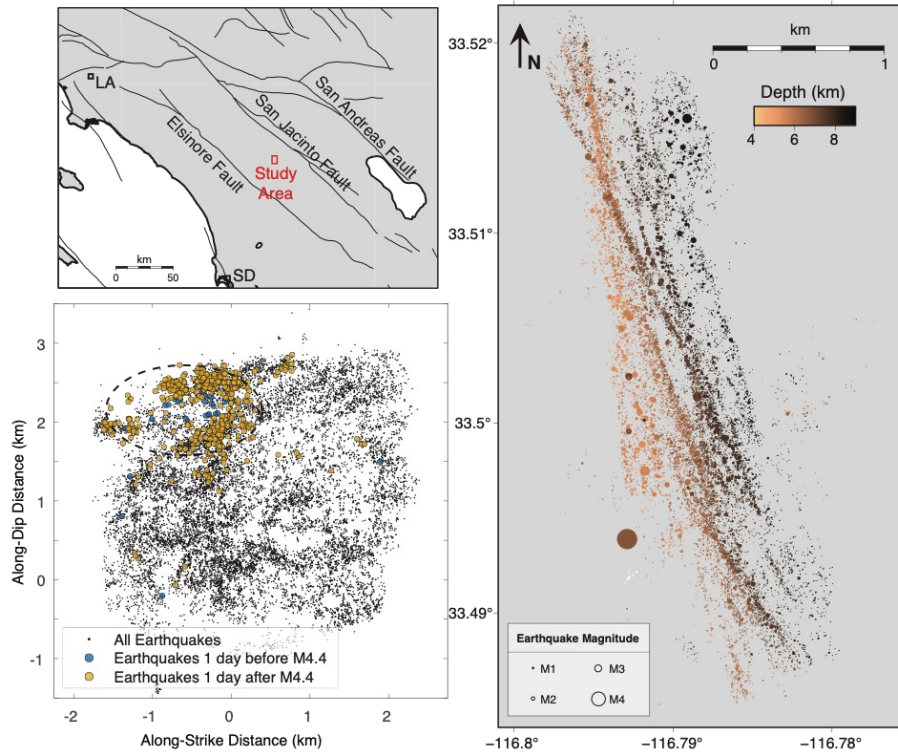 LA
San Andreas Fault
San Jacinto Fault
Elsinore Fault
Study
Area
km
0 50
SD
3
2
1
0
-1
-2 -1 0 1 2
Along-Dip Distance (km)
Along-Strike Distance (km)
All Earthquakes
Earthquakes 1 day before M4.4
Earthquakes 1 day after M4.4
33.52°
33.51°
33.5°
33.49°
N
km
0 1
Depth (km)
4 6 8
Earthquake Magnitude
M1 M3
M2 M4
−116.8° −116.79° −116.78°